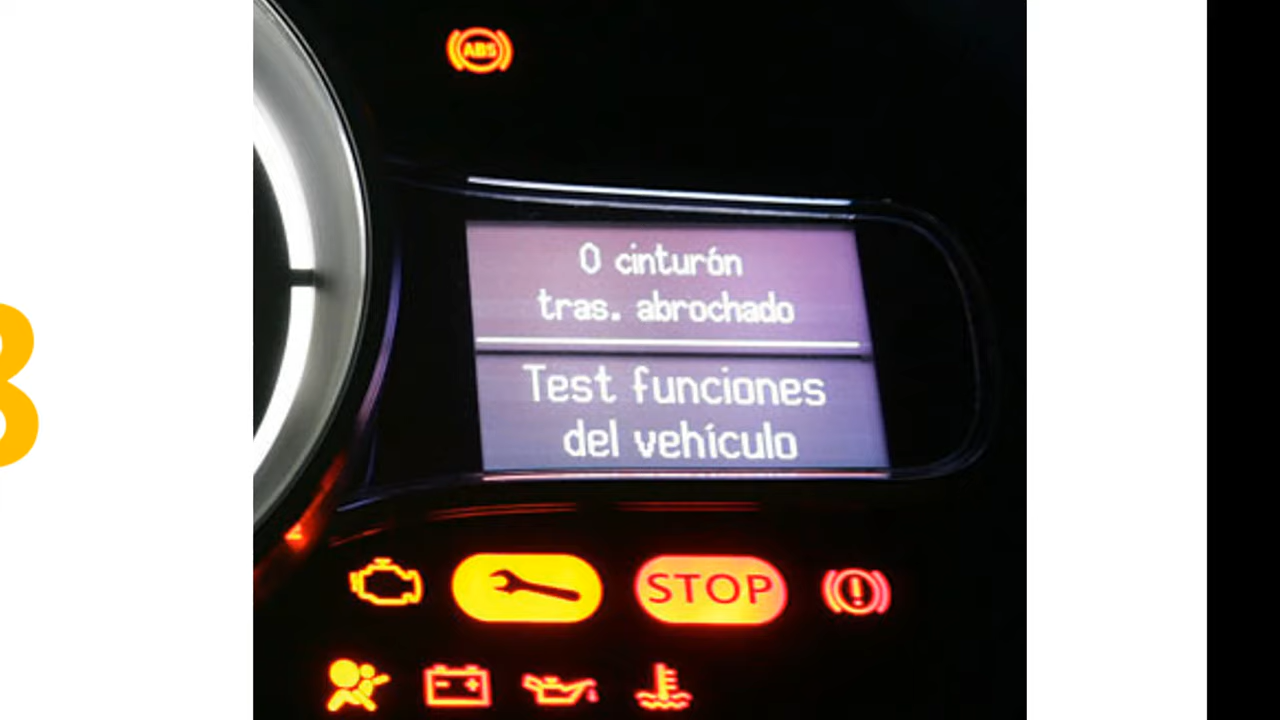 ABS
0 cinturón
tras. abrochado
Test funciones
del vehículo
STOP